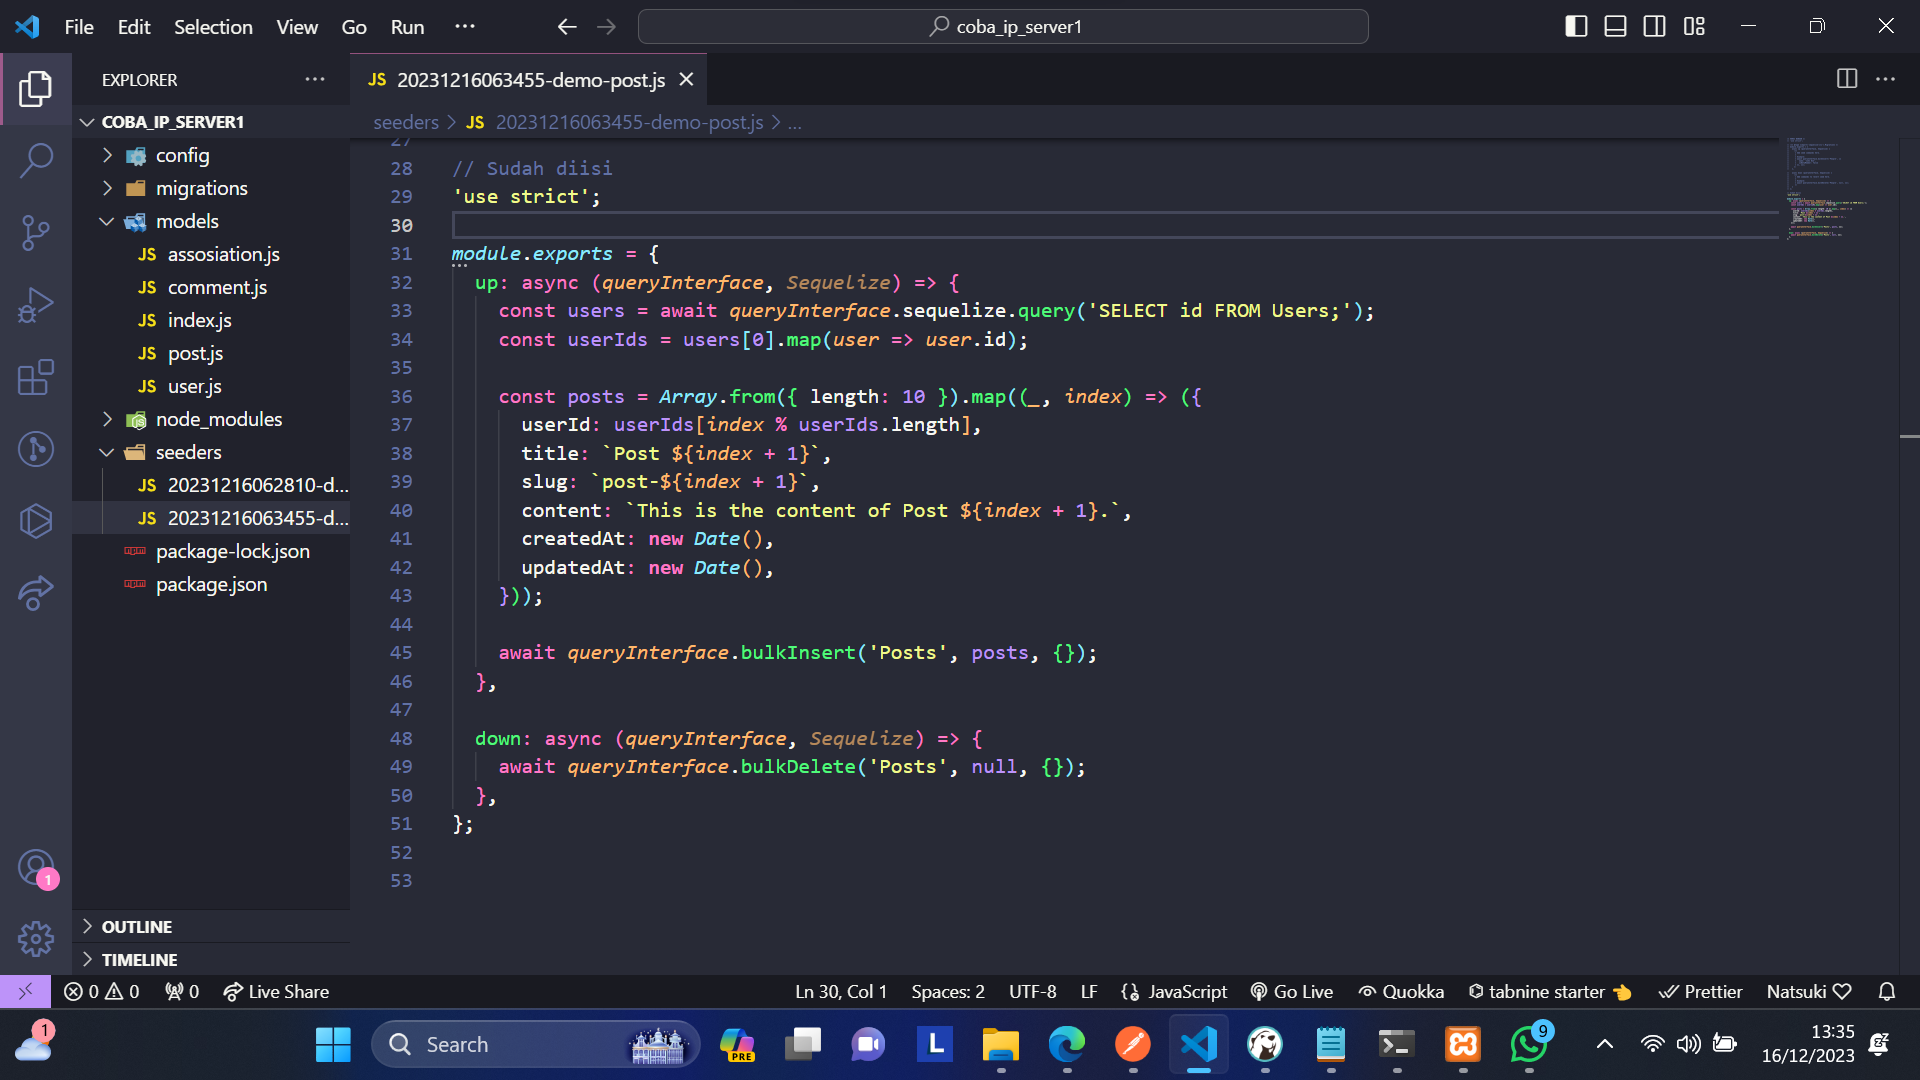 File Edit Selection View Go Run ···
coba_ip_server1
EXPLORER ···
COBA_IP_SERVER1
config
migrations
models
JS assosiation.js
JS comment.js
JS index.js
JS post.js
JS user.js
node_modules
seeders
JS 20231216062810-d...
JS 20231216063455-d...
package-lock.json
package.json
OUTLINE
TIMELINE
JS 20231216063455-demo-post.js
seeders > JS 20231216063455-demo-post.js > ...
27
28 // Sudah diisi
29 'use strict';
30
31 module.exports = {
32 up: async (queryInterface, Sequelize) => {
33 const users = await queryInterface.sequelize.query('SELECT id FROM Users;');
34 const userIds = users[0].map(user => user.id);
35
36 const posts = Array.from({ length: 10 }).map((_, index) => ({
37 userId: userIds[index % userIds.length],
38 title: `Post ${index + 1}`,
39 slug: `post-${index + 1}`,
40 content: `This is the content of Post ${index + 1}.`,
41 createdAt: new Date(),
42 updatedAt: new Date(),
43 }));
44
45 await queryInterface.bulkInsert('Posts', posts, {});
46 },
47
48 down: async (queryInterface, Sequelize) => {
49 await queryInterface.bulkDelete('Posts', null, {});
50 },
51 };
52
53
1
0 0 0 Live Share Ln 30, Col 1 Spaces: 2 UTF-8 LF JavaScript Go Live Quokka tabnine starter Prettier Natsuki
1 Search PRE L 9 13:35
16/12/2023